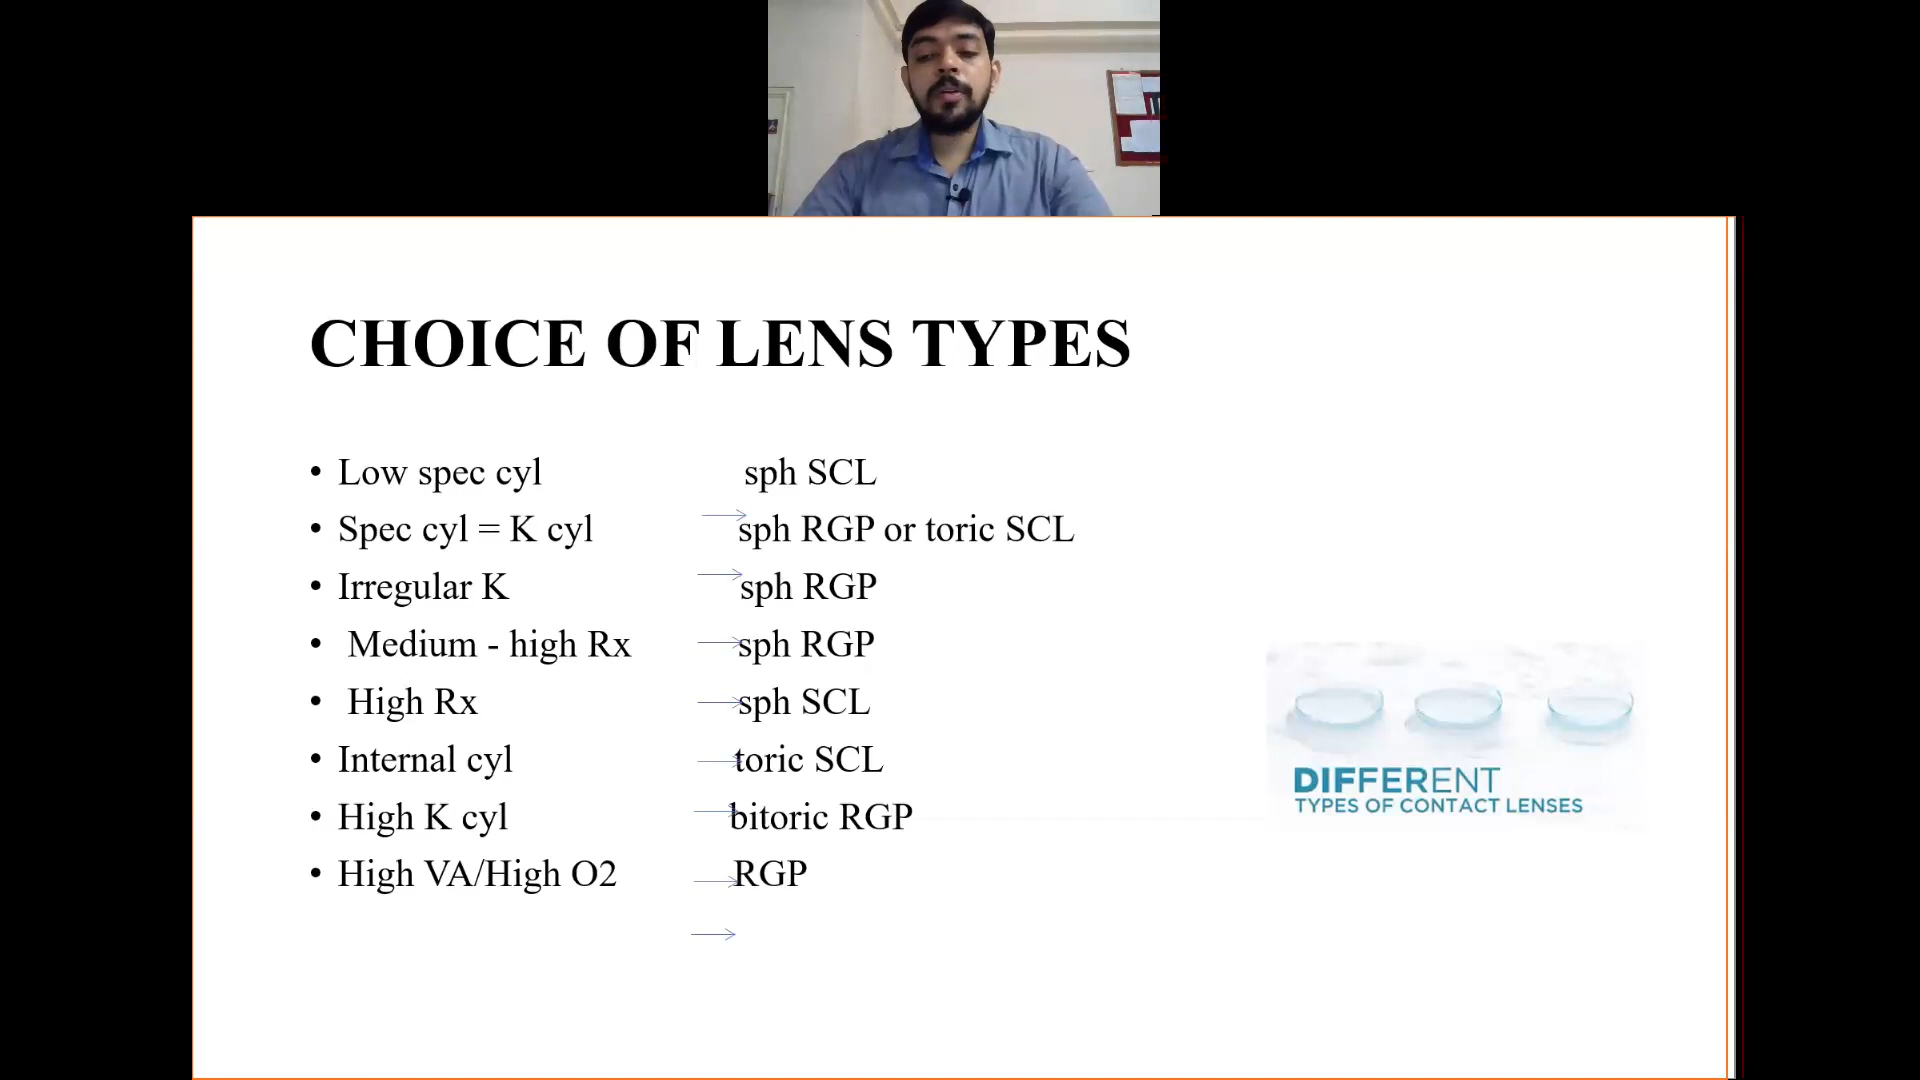 CHOICE OF LENS TYPES
• Low spec cyl sph SCL
• Spec cyl = K cyl sph RGP or toric SCL
• Irregular K sph RGP
• Medium - high Rx sph RGP
• High Rx sph SCL
• Internal cyl toric SCL
• High K cyl bitoric RGP
• High VA/High O2 RGP
DIFFERENT
TYPES OF CONTACT LENSES